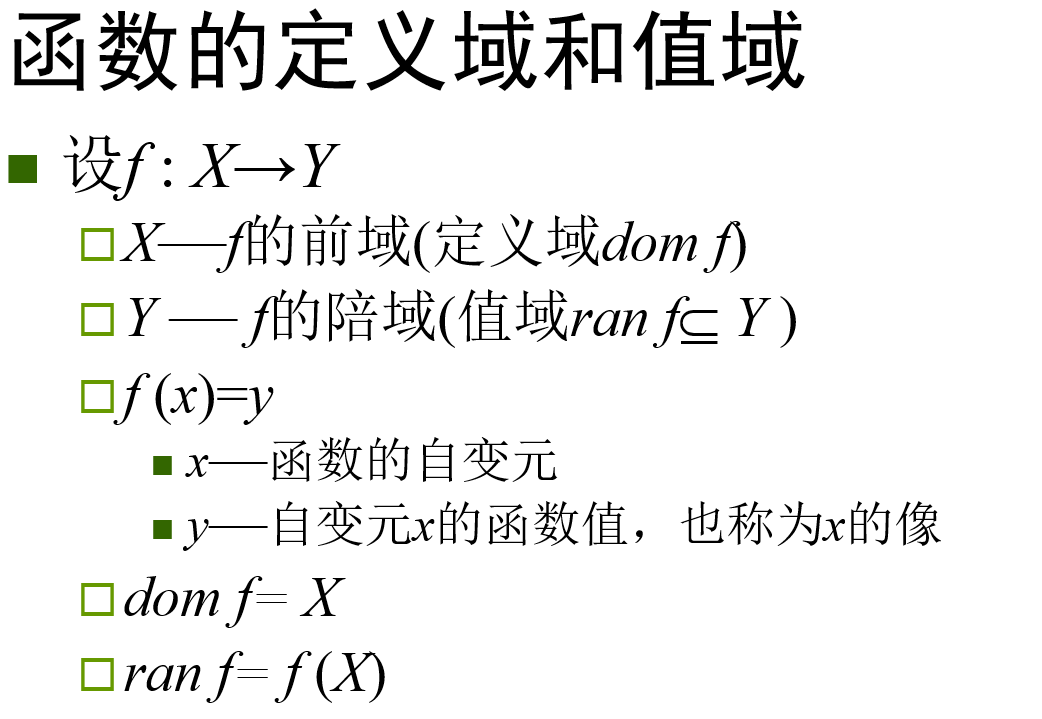 函数的定义域和值域
设f : X→Y
X──f的前域(定义域dom f)
Y ── f的陪域(值域ran f⊆ Y )
f (x)=y
x──函数的自变元
y──自变元x的函数值，也称为x的像
dom f= X
ran f= f (X)